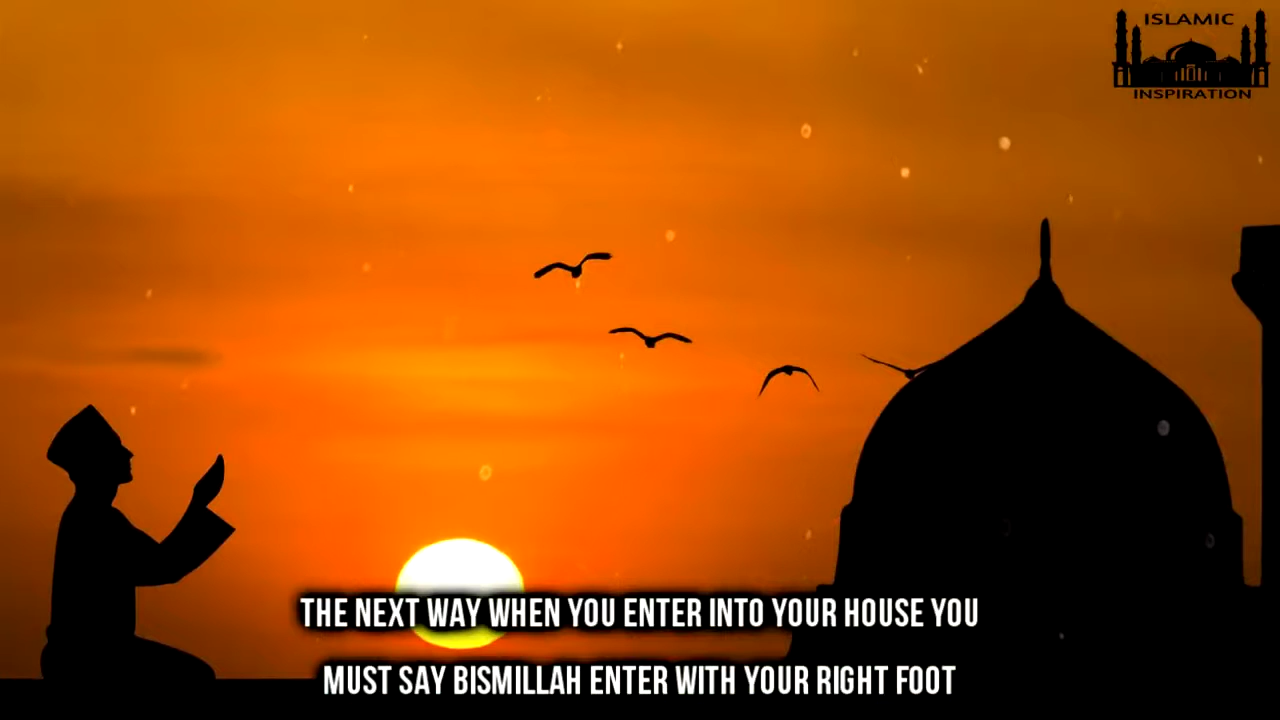 ISLAMIC
INSPIRATION
THE NEXT WAY WHEN YOU ENTER INTO YOUR HOUSE YOU
MUST SAY BISMILLAH ENTER WITH YOUR RIGHT FOOT